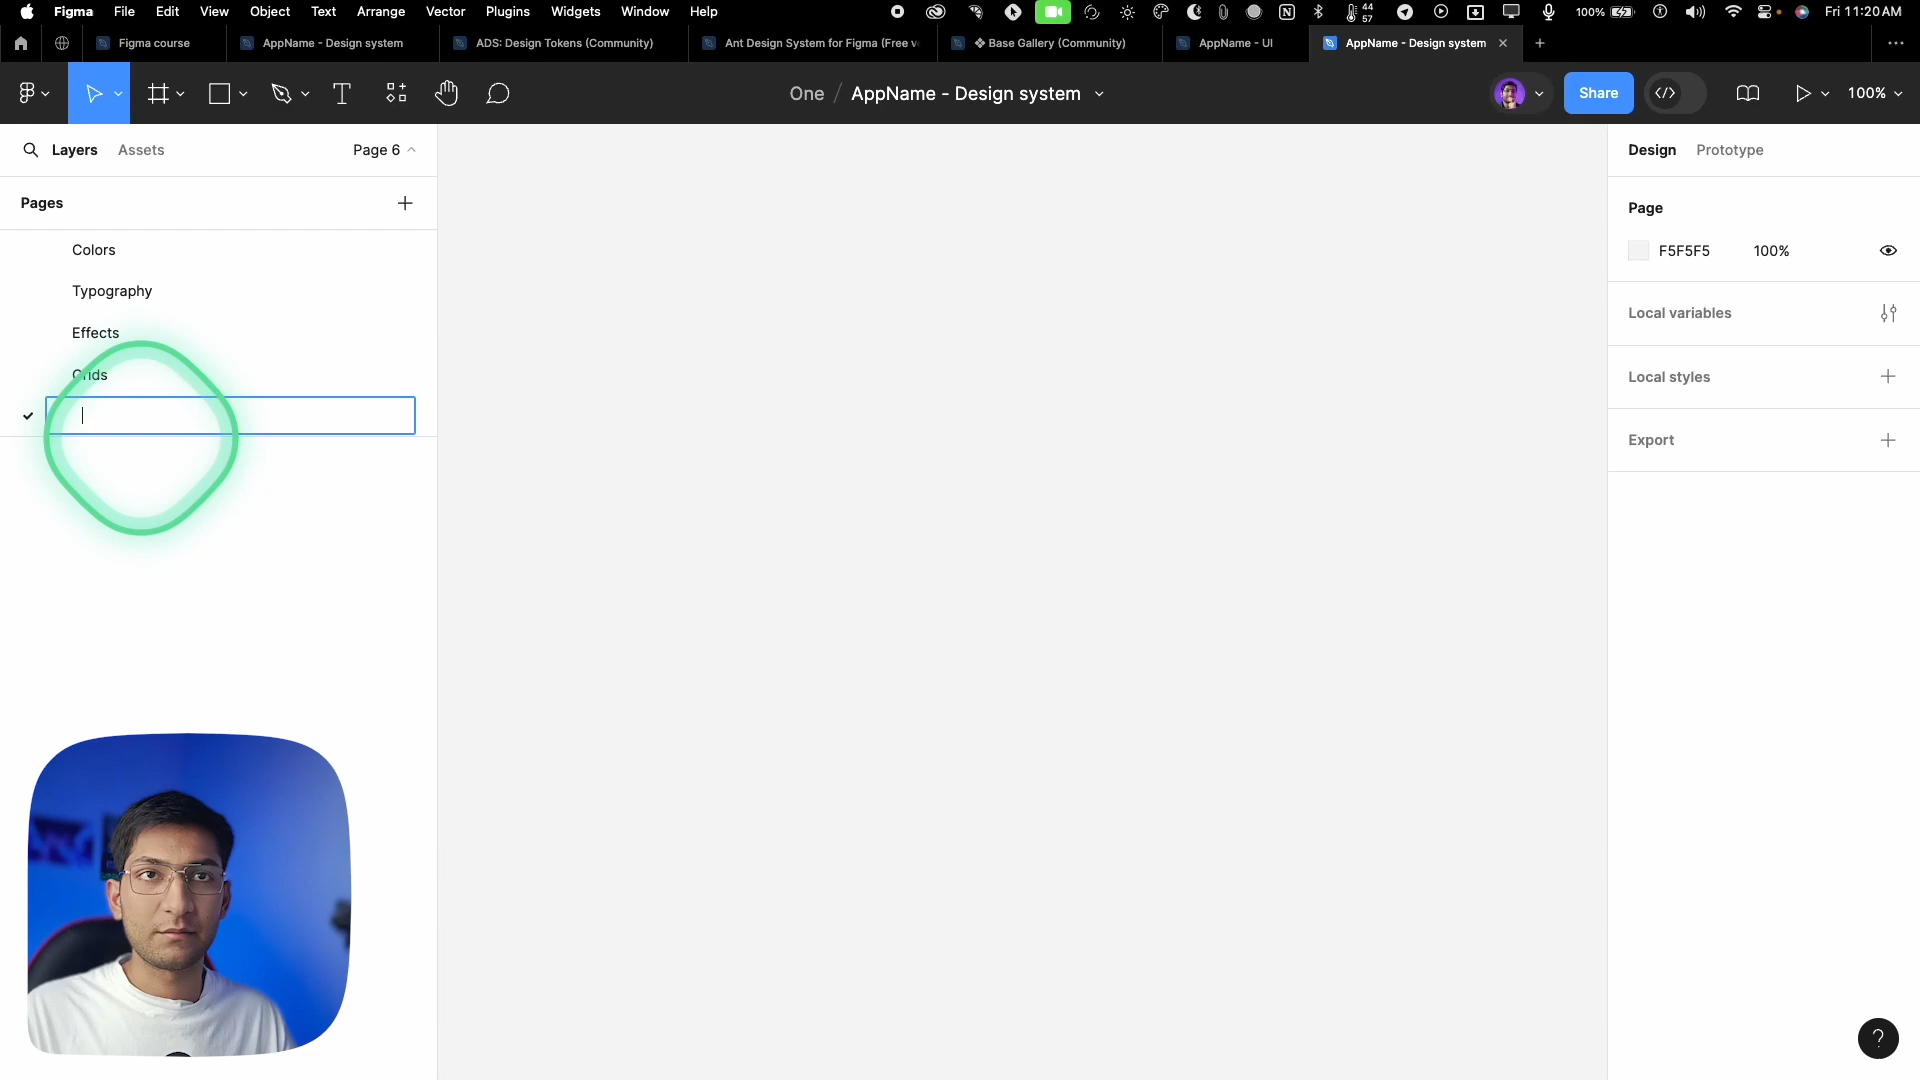 Figma File Edit View Object Text Arrange Vector Plugins Widgets Window Help 44 57 100% Fri 11:20 AM
Figma course AppName - Design system ADS: Design Tokens (Community) Ant Design System for Figma (Free v ❖ Base Gallery (Community) AppName - UI AppName - Design system
One / AppName - Design system Share 100%
Layers Assets Page 6
Design Prototype
Pages
Page
Colors
F5F5F5 100%
Typography
Local variables
Effects
Grids
Local styles
Export
?